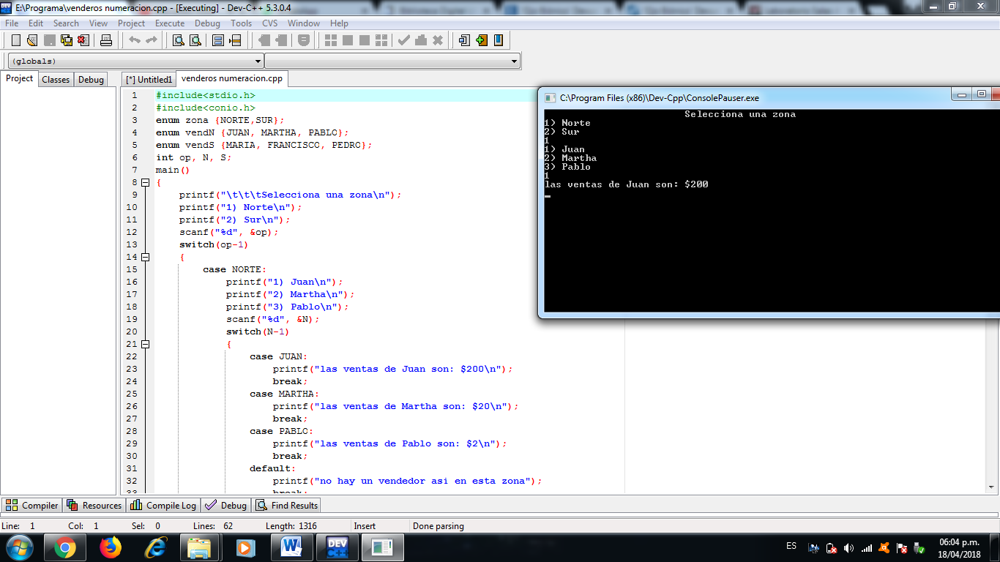 E:\Programa\venderos numeracion.cpp - [Executing] - Dev-C++ 5.3.0.4
File Edit Search View Project Execute Debug Tools CVS Window Help
(globals)
Project Classes Debug
[*] Untitled1 venderos numeracion.cpp
1 #include<stdio.h>
2 #include<conio.h>
3 enum zona {NORTE,SUR};
4 enum vendN {JUAN, MARTHA, PABLO};
5 enum vendS {MARIA, FRANCISCO, PEDRO};
6 int op, N, S;
7 main()
8 {
9 printf("\t\t\tSelecciona una zona\n");
10 printf("1) Norte\n");
11 printf("2) Sur\n");
12 scanf("%d", &op);
13 switch(op-1)
14 {
15 case NORTE:
16 printf("1) Juan\n");
17 printf("2) Martha\n");
18 printf("3) Pablo\n");
19 scanf("%d", &N);
20 switch(N-1)
21 {
22 case JUAN:
23 printf("las ventas de Juan son: $200\n");
24 break;
25 case MARTHA:
26 printf("las ventas de Martha son: $20\n");
27 break;
28 case PABLO:
29 printf("las ventas de Pablo son: $2\n");
30 break;
31 default:
32 printf("no hay un vendedor asi en esta zona");
33 break;
C:\Program Files (x86)\Dev-Cpp\ConsolePauser.exe
Selecciona una zona
1) Norte
2) Sur
1
1) Juan
2) Martha
3) Pablo
1
las ventas de Juan son: $200
Compiler Resources Compile Log Debug Find Results
Line: 1 Col: 1 Sel: 0 Lines: 62 Length: 1316 Insert Done parsing
DEV C++
ES
06:04 p.m.
18/04/2018